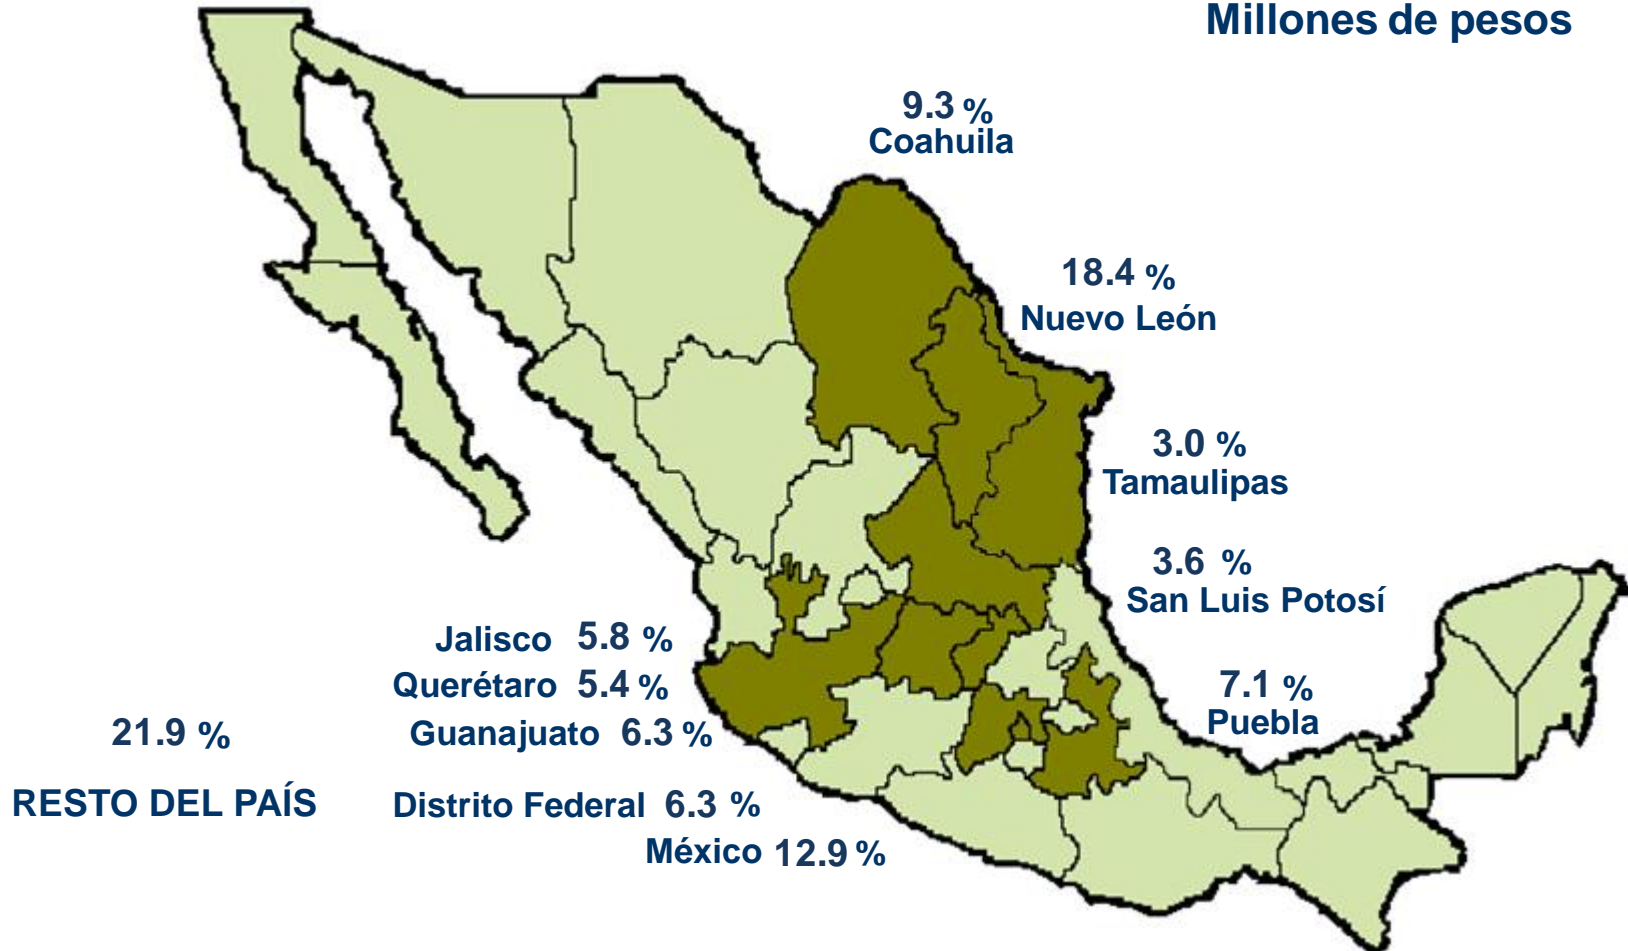 Millones de pesos
9.3 %
Coahuila
18.4 %
Nuevo León
3.0 %
Tamaulipas
3.6 %
San Luis Potosí
Jalisco 5.8 %
Querétaro 5.4 %
7.1 %
Puebla
Guanajuato 6.3 %
21.9 %
RESTO DEL PAÍS
Distrito Federal 6.3 %
México 12.9 %